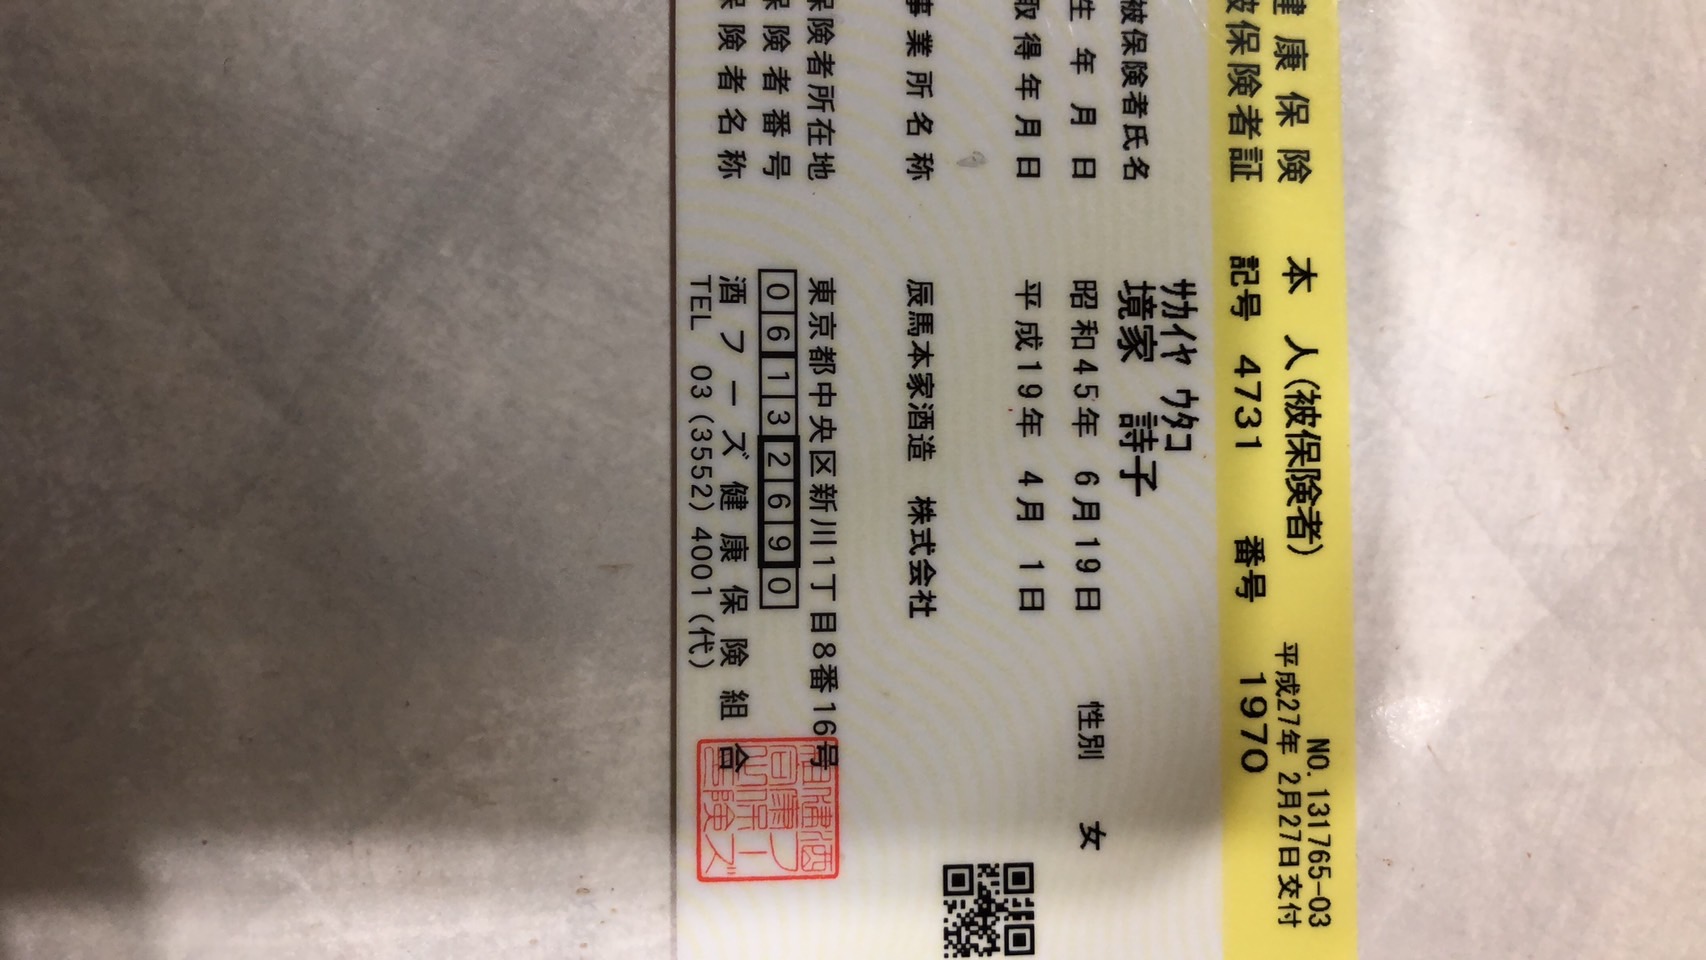 健康保険 本人(被保険者) NO. 131765-03
平成27年 2月27日交付
被保険者証 記号 4731 番号 1970
サカイヤ ウタコ
被保険者氏名 境家 詩子
生年月日 昭和45年 6月19日 性別 女
取得年月日 平成19年 4月 1日
事業所名称 辰馬本家酒造 株式会社
保険者所在地 東京都中央区新川1丁目8番16号
保険者番号 06132690
保険者名称 酒フーズ健康保険組合
TEL 03(3552)4001(代)